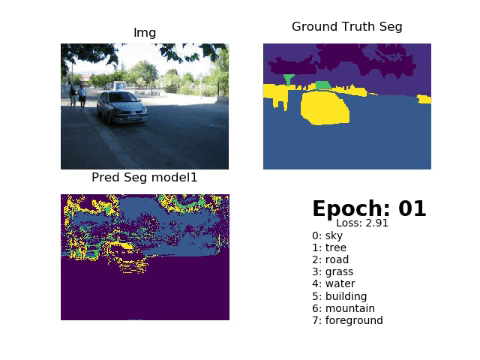 Img
Ground Truth Seg
Pred Seg model1
Epoch: 01
Loss: 2.91
0: sky
1: tree
2: road
3: grass
4: water
5: building
6: mountain
7: foreground